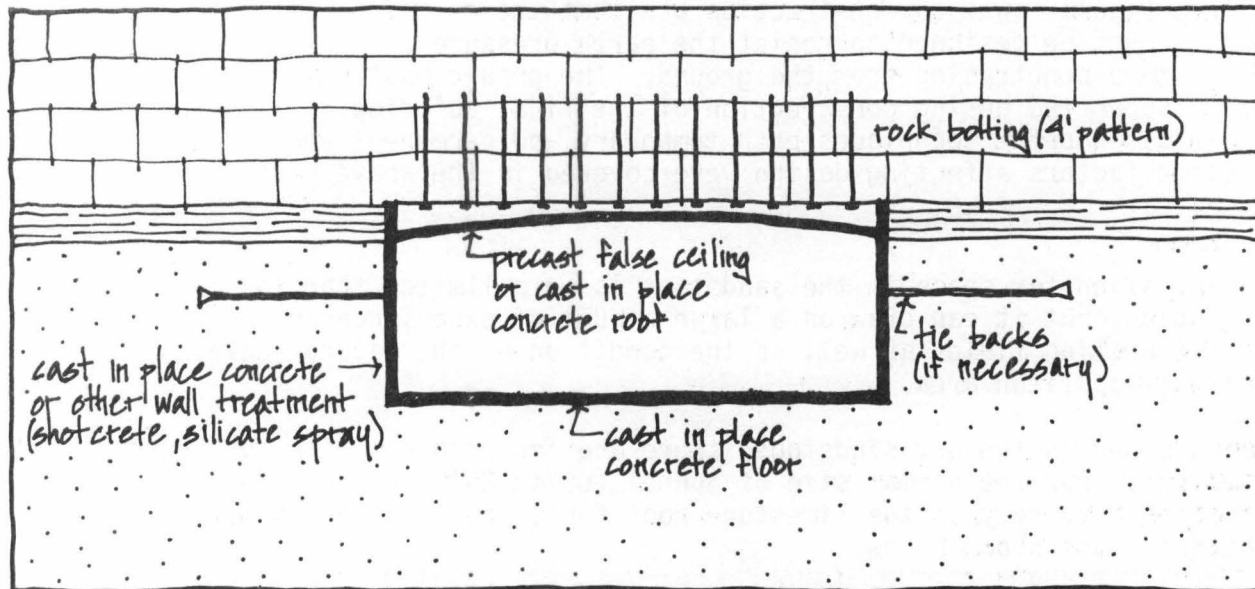 rock bolting (4' pattern)
precast false ceiling
or cast in place
concrete roof
tie backs
(if necessary)
cast in place concrete
or other wall treatment
(shotcrete, silicate spray)
cast in place
concrete floor